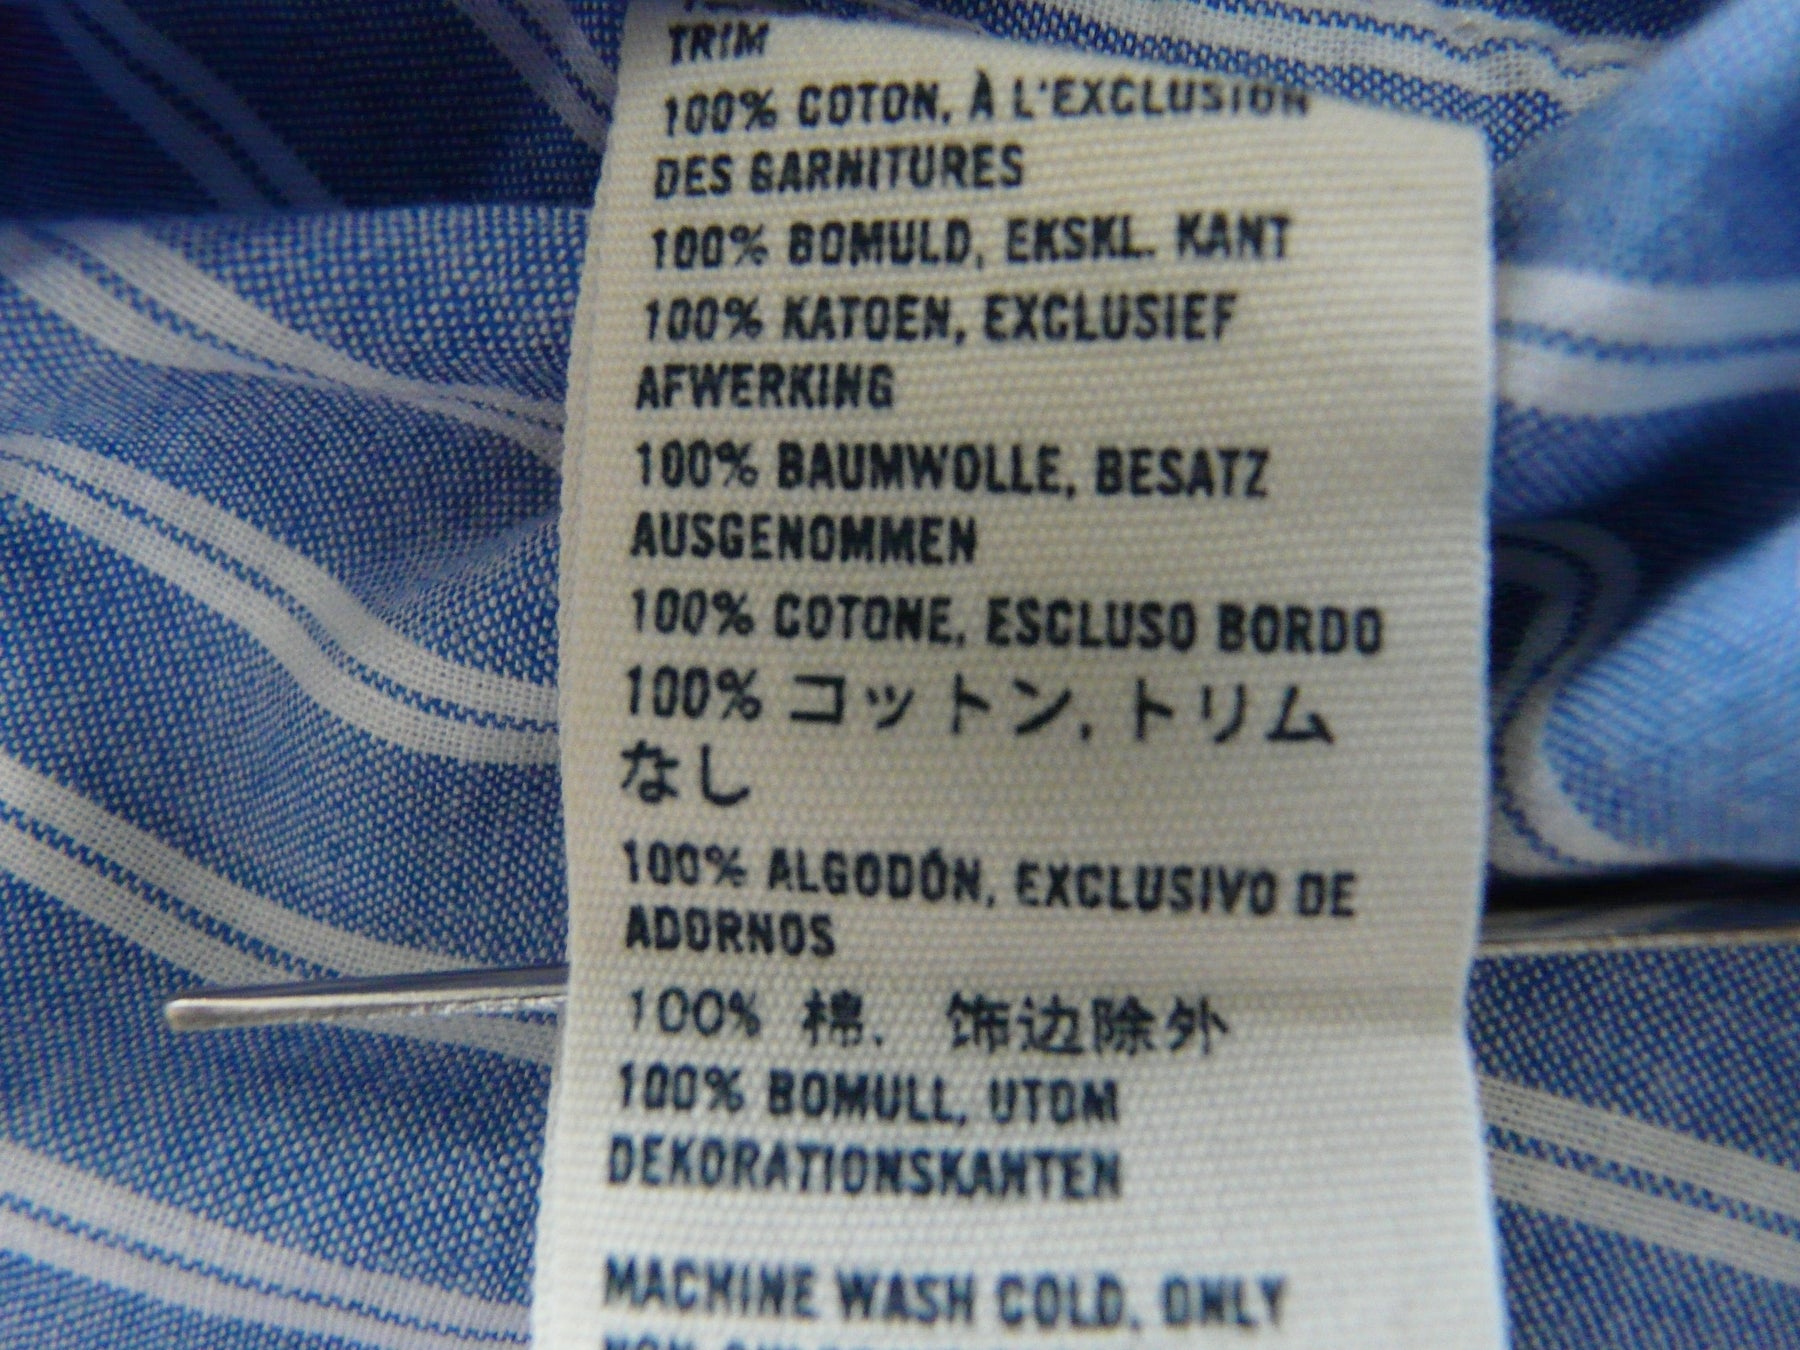 TRIM
100% COTON, À L'EXCLUSION
DES GARNITURES
100% BOMULD, EKSKL. KANT
100% KATOEN, EXCLUSIEF
AFWERKING
100% BAUMWOLLE, BESATZ
AUSGENOMMEN
100% COTONE, ESCLUSO BORDO
100% コットン, トリム
なし
100% ALGODÓN, EXCLUSIVO DE
ADORNOS
100% 棉. 饰边除外
100% BOMULL, UTOM
DEKORATIONSKANTEN
MACHINE WASH COLD, ONLY